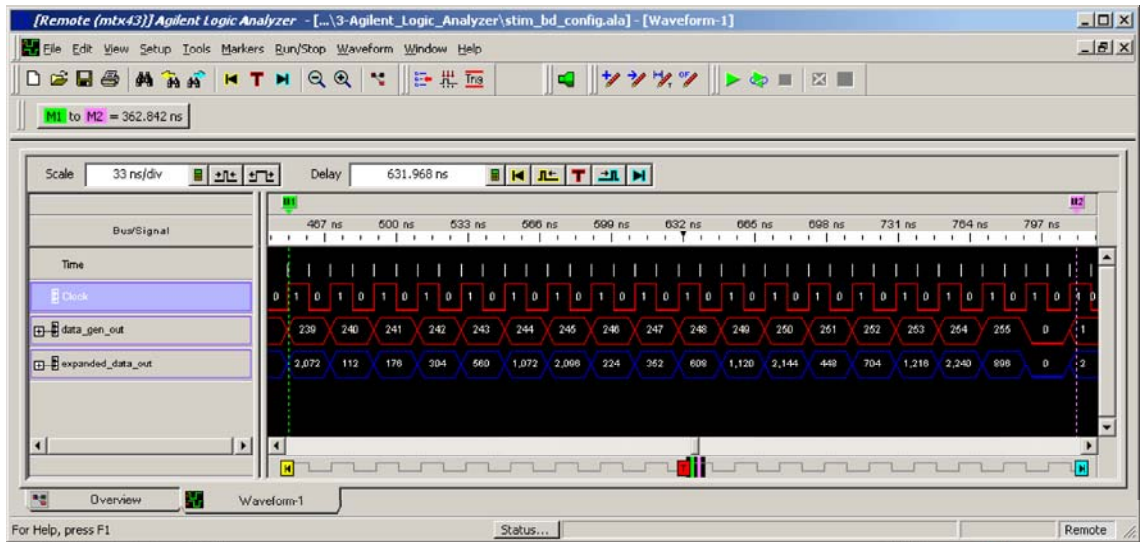 [Remote (mtx43)] Agilent Logic Analyzer - [...\3-Agilent_Logic_Analyzer\stim_bd_config.ala] - [Waveform-1]
File Edit View Setup Tools Markers Run/Stop Waveform Window Help
M1 to M2 = 362.842 ns
Scale 33 ns/div Delay 631.968 ns
M1 M2
Bus/Signal 467 ns 500 ns 533 ns 566 ns 599 ns 632 ns 665 ns 698 ns 731 ns 764 ns 797 ns
Time
Clock 0 1 0 1 0 1 0 1 0 1 0 1 0 1 0 1 0 1 0 1 0 1 0 1 0 1 0 1 0 1 0 1 0 1 0 1 0 1 0
data_gen_out 239 240 241 242 243 244 245 246 247 248 249 250 251 252 253 254 255 0 1
expanded_data_out 2,072 112 176 304 560 1,072 2,096 224 352 608 1,120 2,144 448 704 1,216 2,240 896 0 2
Overview Waveform-1
For Help, press F1 Status... Remote